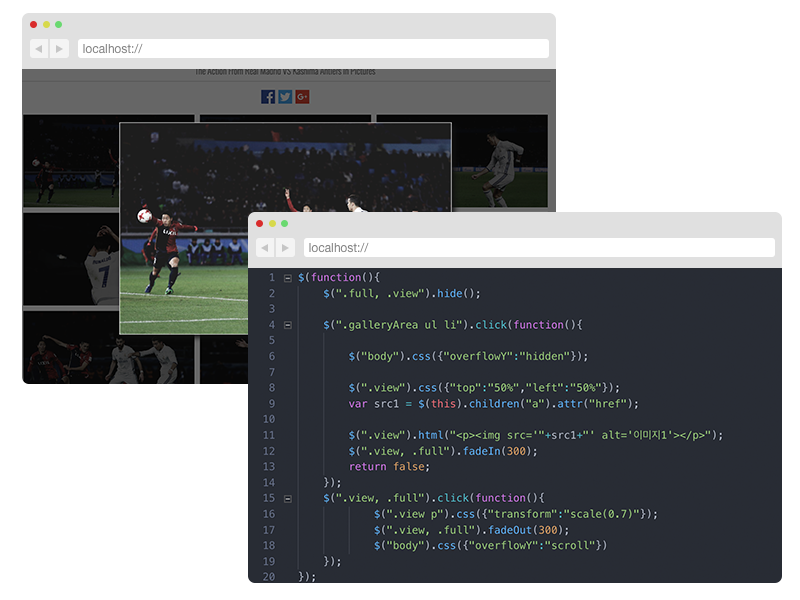 localhost://
The Action From Real Madrid VS Kashima Antlers in Pictures
f
G+
7
localhost://
1 $(function(){
2 $(".full, .view").hide();
3
4 $(".galleryArea ul li").click(function(){
5
6 $("body").css({"overflowY":"hidden"});
7
8 $(".view").css({"top":"50%","left":"50%"});
9 var src1 = $(this).children("a").attr("href");
10
11 $(".view").html("<p><img src='"+src1+"' alt='이미지1'></p>");
12 $(".view, .full").fadeIn(300);
13 return false;
14 });
15 $(".view, .full").click(function(){
16 $(".view p").css({"transform":"scale(0.7)"});
17 $(".view, .full").fadeOut(300);
18 $("body").css({"overflowY":"scroll"})
19 });
20 });